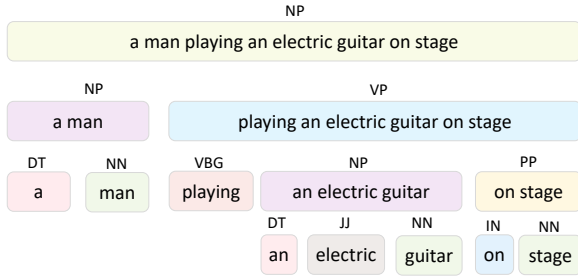 NP
a man playing an electric guitar on stage
NP VP
a man playing an electric guitar on stage
DT NN VBG NP PP
a man playing an electric guitar on stage
DT JJ NN IN NN
an electric guitar on stage